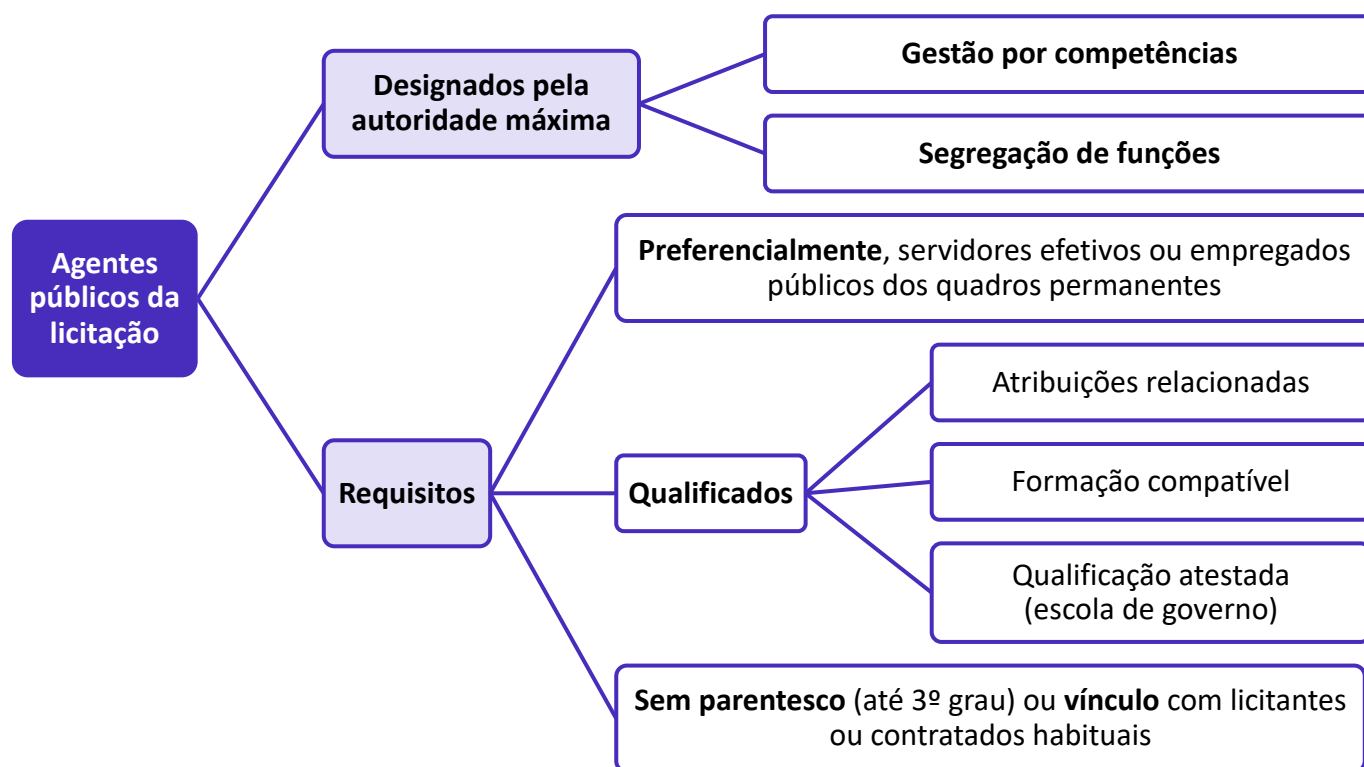 Agentes
públicos da
licitação
Designados pela
autoridade máxima
Gestão por competências
Segregação de funções
Requisitos
Preferencialmente, servidores efetivos ou empregados
públicos dos quadros permanentes
Qualificados
Atribuições relacionadas
Formação compatível
Qualificação atestada
(escola de governo)
Sem parentesco (até 3º grau) ou vínculo com licitantes
ou contratados habituais